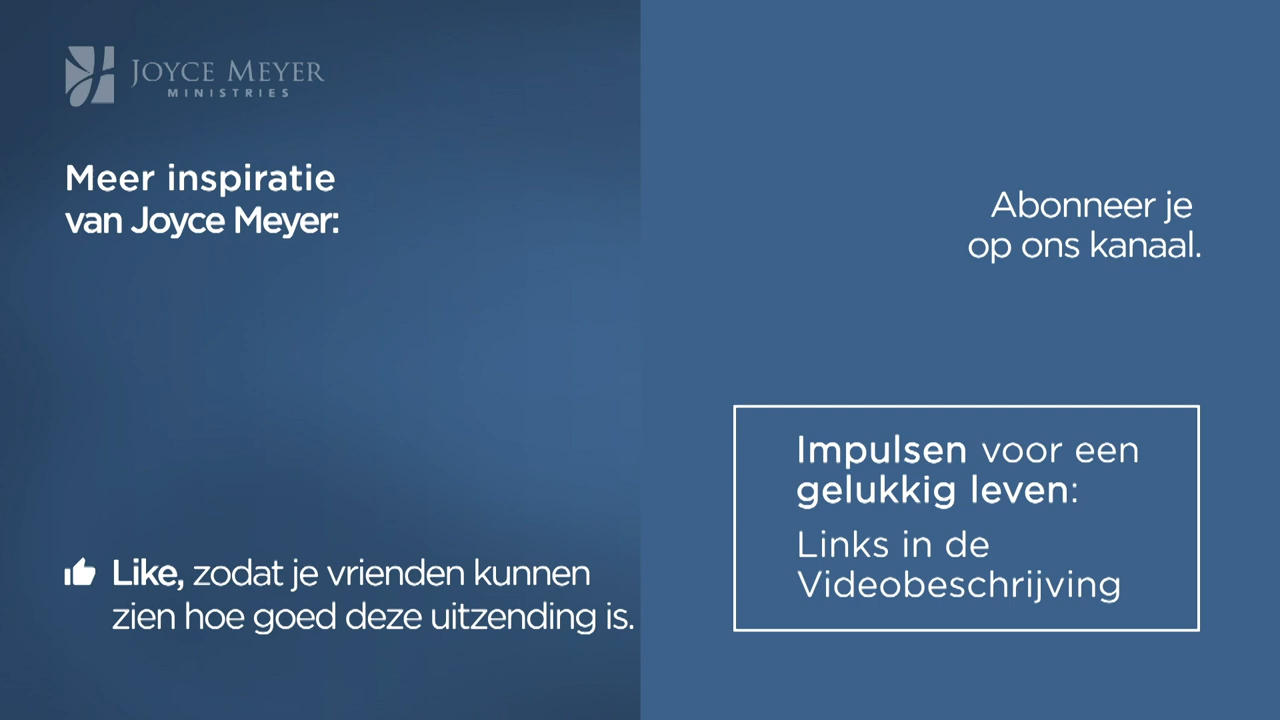 JOYCE MEYER
MINISTRIES
Meer inspiratie
van Joyce Meyer:
Abonneer je
op ons kanaal.
Impulsen voor een
gelukkig leven:
Links in de
Videobeschrijving
Like, zodat je vrienden kunnen
zien hoe goed deze uitzending is.